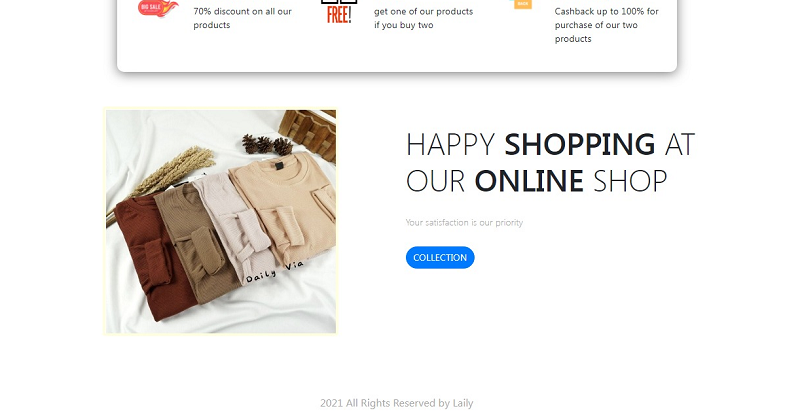 BIG SALE
70% discount on all our
products
FREE!
get one of our products
if you buy two
Cashback up to 100% for
purchase of our two
products
HAPPY SHOPPING AT
OUR ONLINE SHOP
Your satisfaction is our priority
COLLECTION
Daily Via
2021 All Rights Reserved by Laily